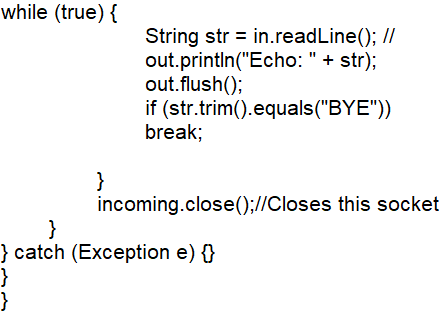 while (true) {
String str = in.readLine(); //
out.println("Echo: " + str);
out.flush();
if (str.trim().equals("BYE"))
break;
}
incoming.close();//Closes this socket
}
} catch (Exception e) {}
}
}